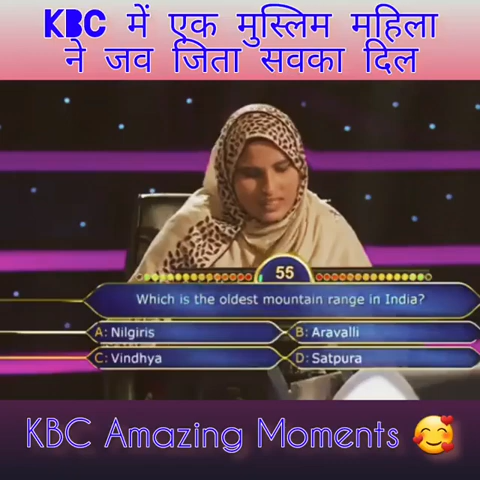 KBC में एक मुस्लिम महिला
ने जव जिता सवका दिल
55
Which is the oldest mountain range in India?
A: Nilgiris
B: Aravalli
C: Vindhya
D: Satpura
KBC Amazing Moments 🥰